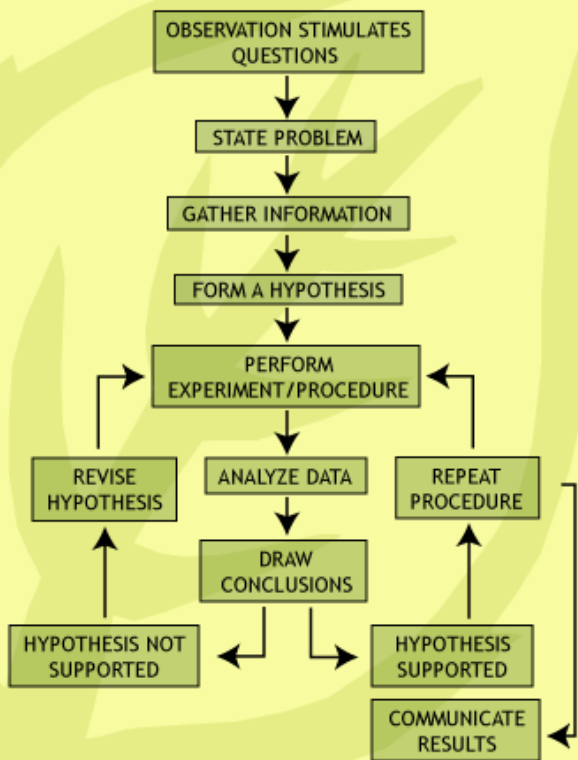 OBSERVATION STIMULATES
QUESTIONS
STATE PROBLEM
GATHER INFORMATION
FORM A HYPOTHESIS
PERFORM
EXPERIMENT/PROCEDURE
REVISE
HYPOTHESIS
ANALYZE DATA
REPEAT
PROCEDURE
DRAW
CONCLUSIONS
HYPOTHESIS NOT
SUPPORTED
HYPOTHESIS
SUPPORTED
COMMUNICATE
RESULTS